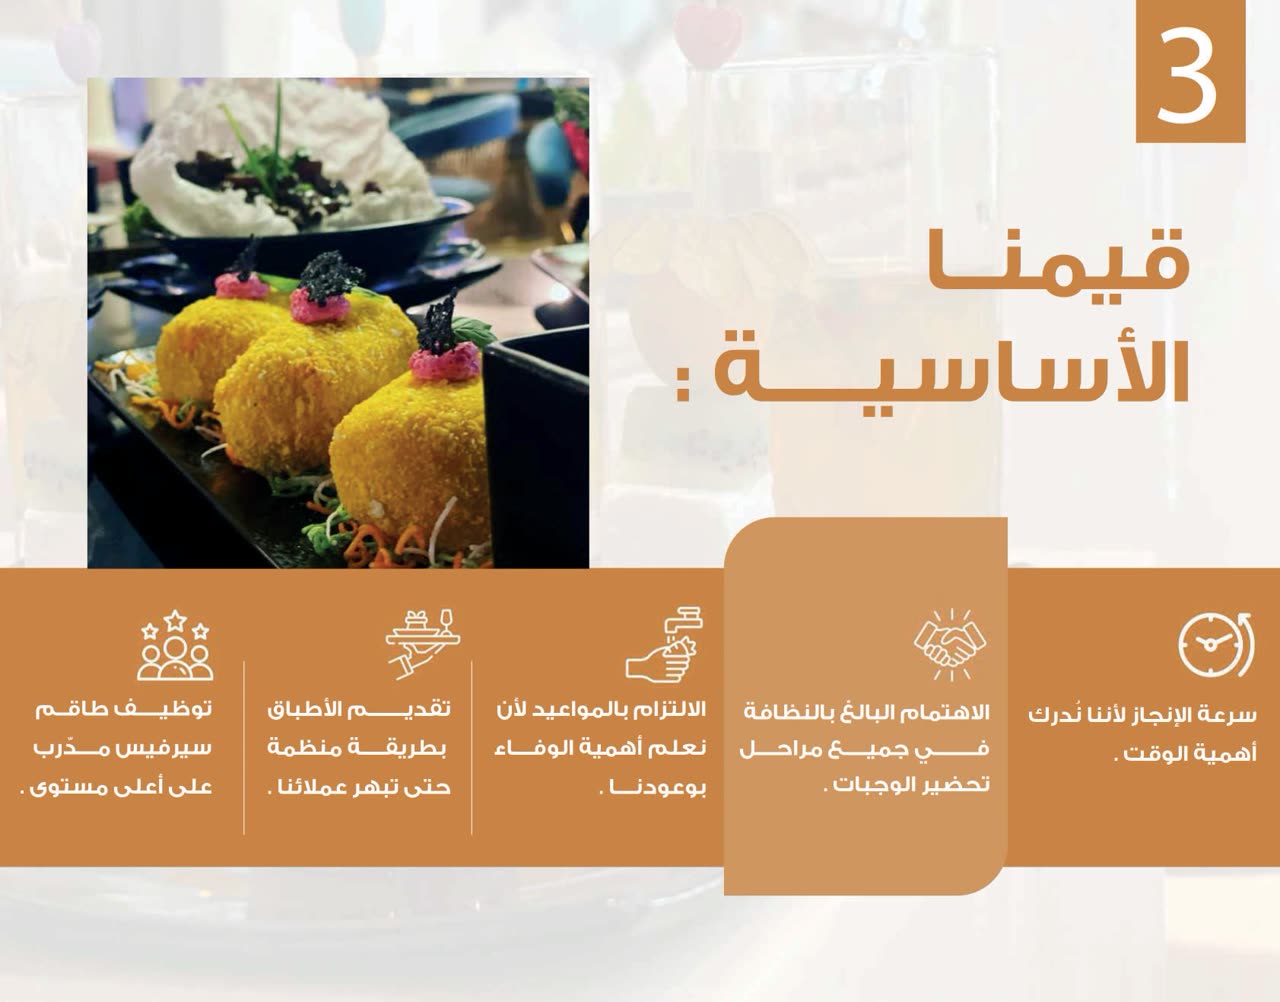 3
قيمنا
الأساسية :
سرعة الإنجاز لأننا نُدرك
أهمية الوقت .
الاهتمام البالغ بالنظافة
في جميع مراحل
تحضير الوجبات .
الالتزام بالمواعيد لأن
نعلم أهمية الوفاء
بوعودنا .
تقديم الأطباق
بطريقة منظمة
حتى تبهر عملائنا .
توظيف طاقم
سيرفيس مدّرب
على أعلى مستوى .